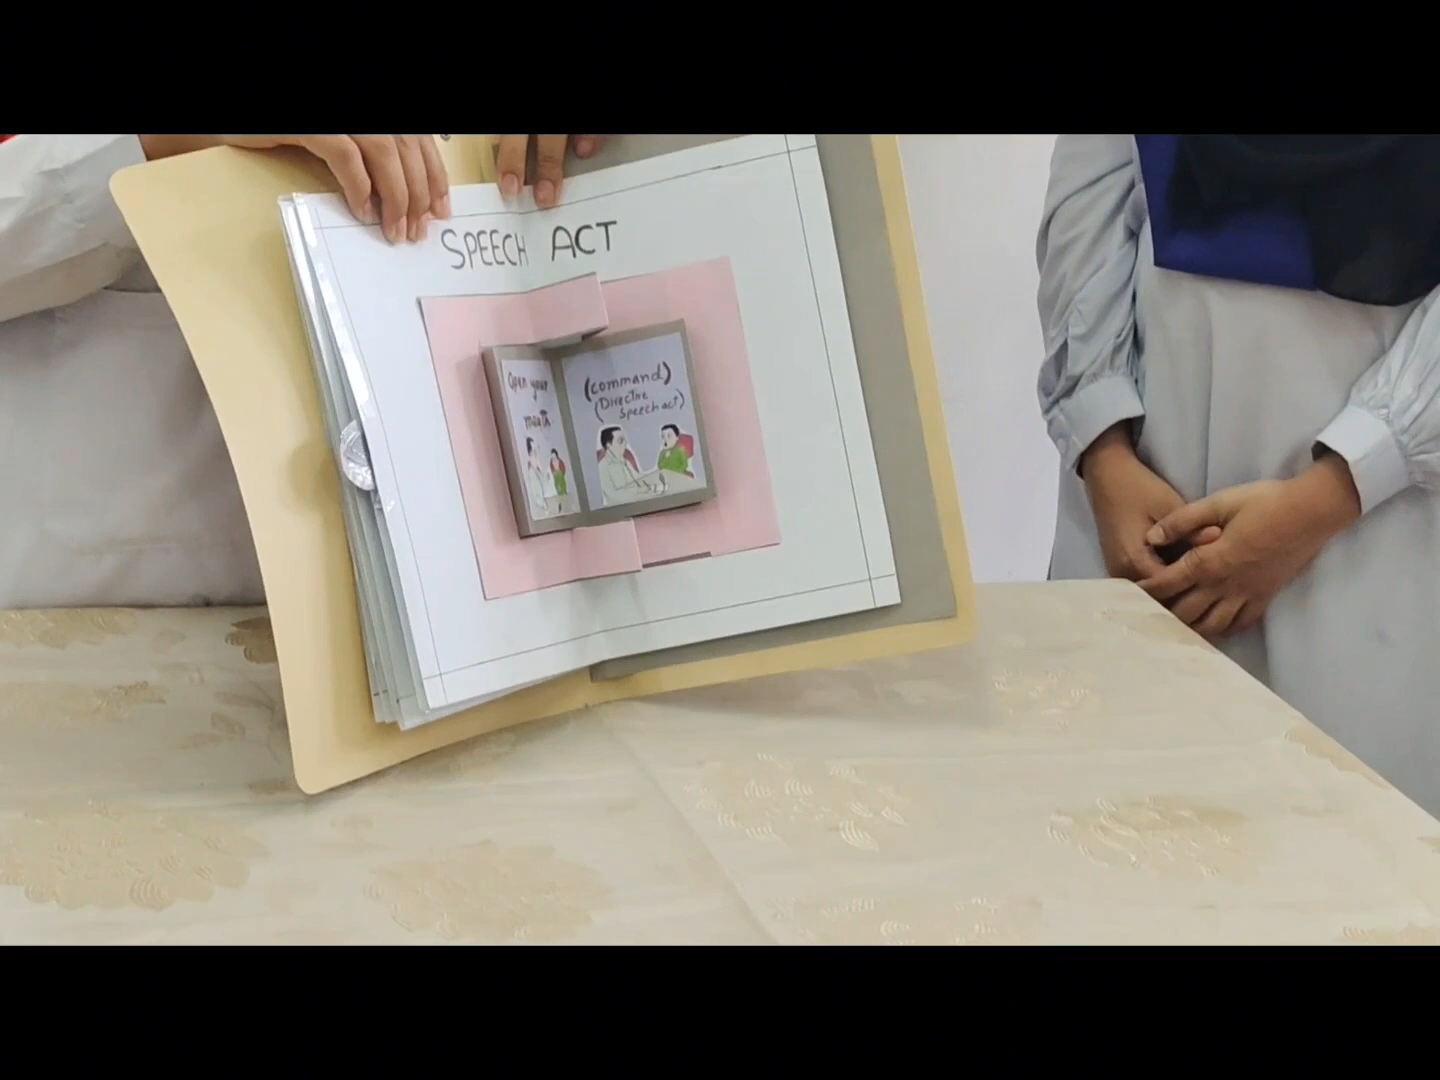 SPEECH ACT
Open your
mouth
(command)
(Directive
Speech act)